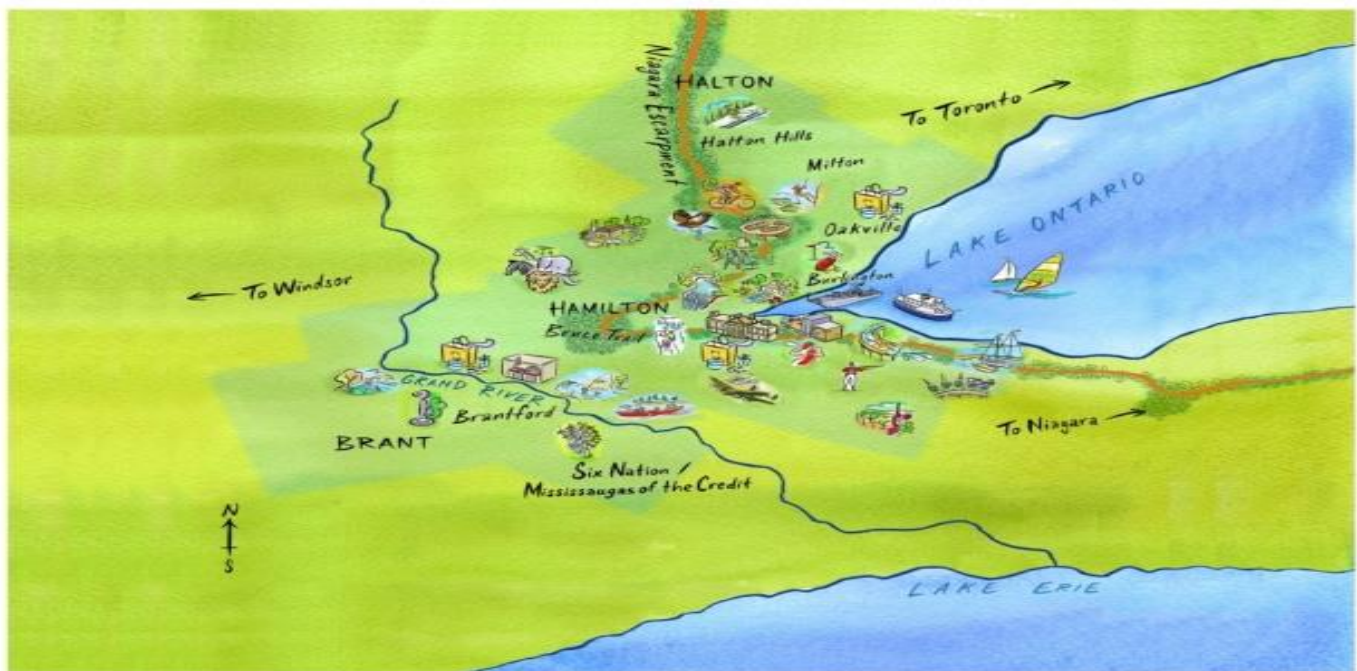 Niagara Escarpment
HALTON
Halton Hills
To Toronto
Milton
LAKE ONTARIO
Oakville
Burlington
To Windsor
HAMILTON
Bruce Trail
GRAND RIVER
Brantford
BRANT
To Niagara
Six Nation /
Mississaugas of the Credit
N
S
LAKE ERIE